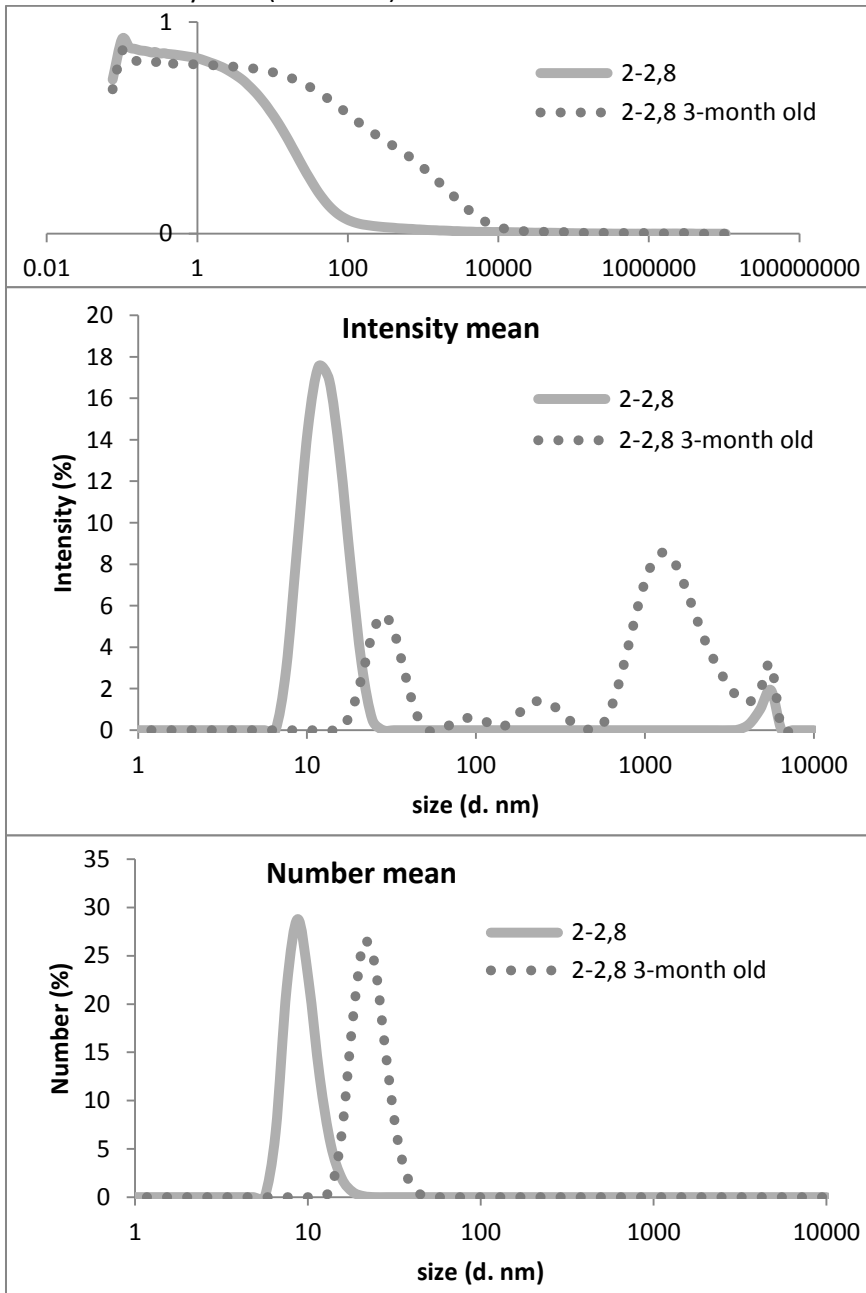 1
2-2,8
2-2,8 3-month old
0
0.01 1 100 10000 1000000 100000000
Intensity mean
20
18
16
14
12
10
8
6
4
2
0
Intensity (%)
2-2,8
2-2,8 3-month old
1 10 100 1000 10000
size (d. nm)
Number mean
35
30
25
20
15
10
5
0
Number (%)
2-2,8
2-2,8 3-month old
1 10 100 1000 10000
size (d. nm)